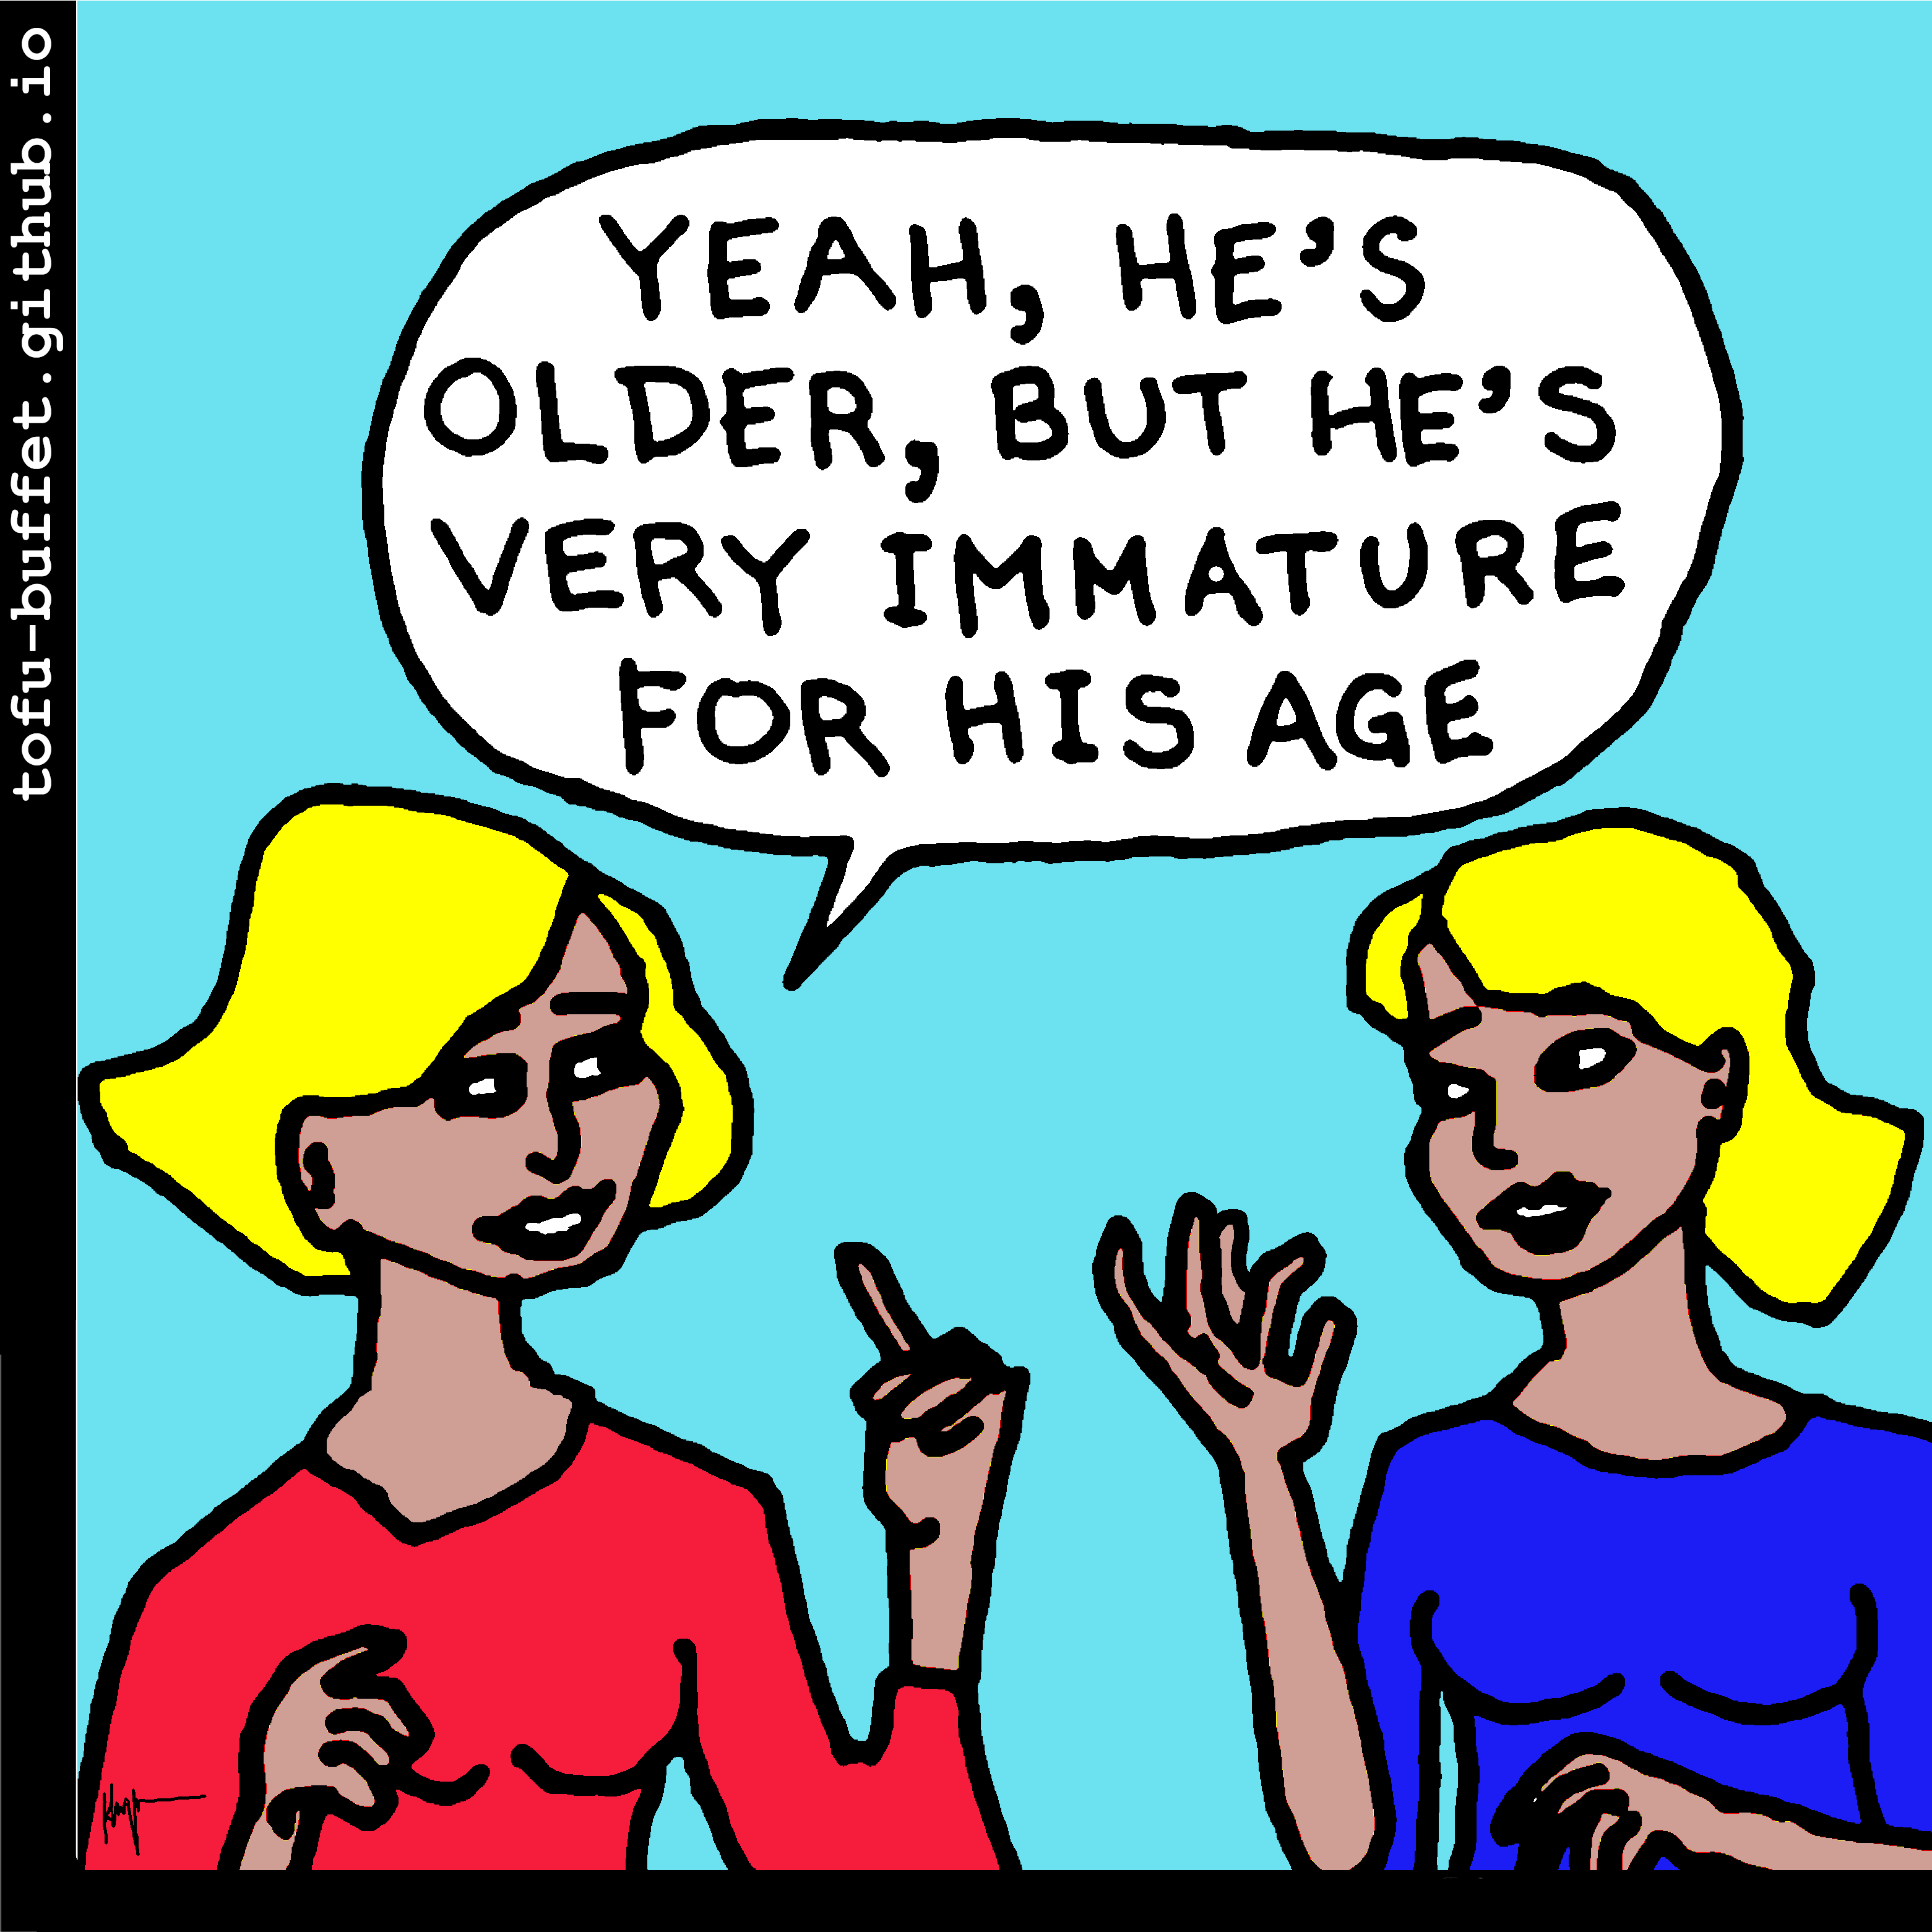 tofu-buffet.github.io
YEAH, HE'S
OLDER, BUT HE'S
VERY IMMATURE
FOR HIS AGE